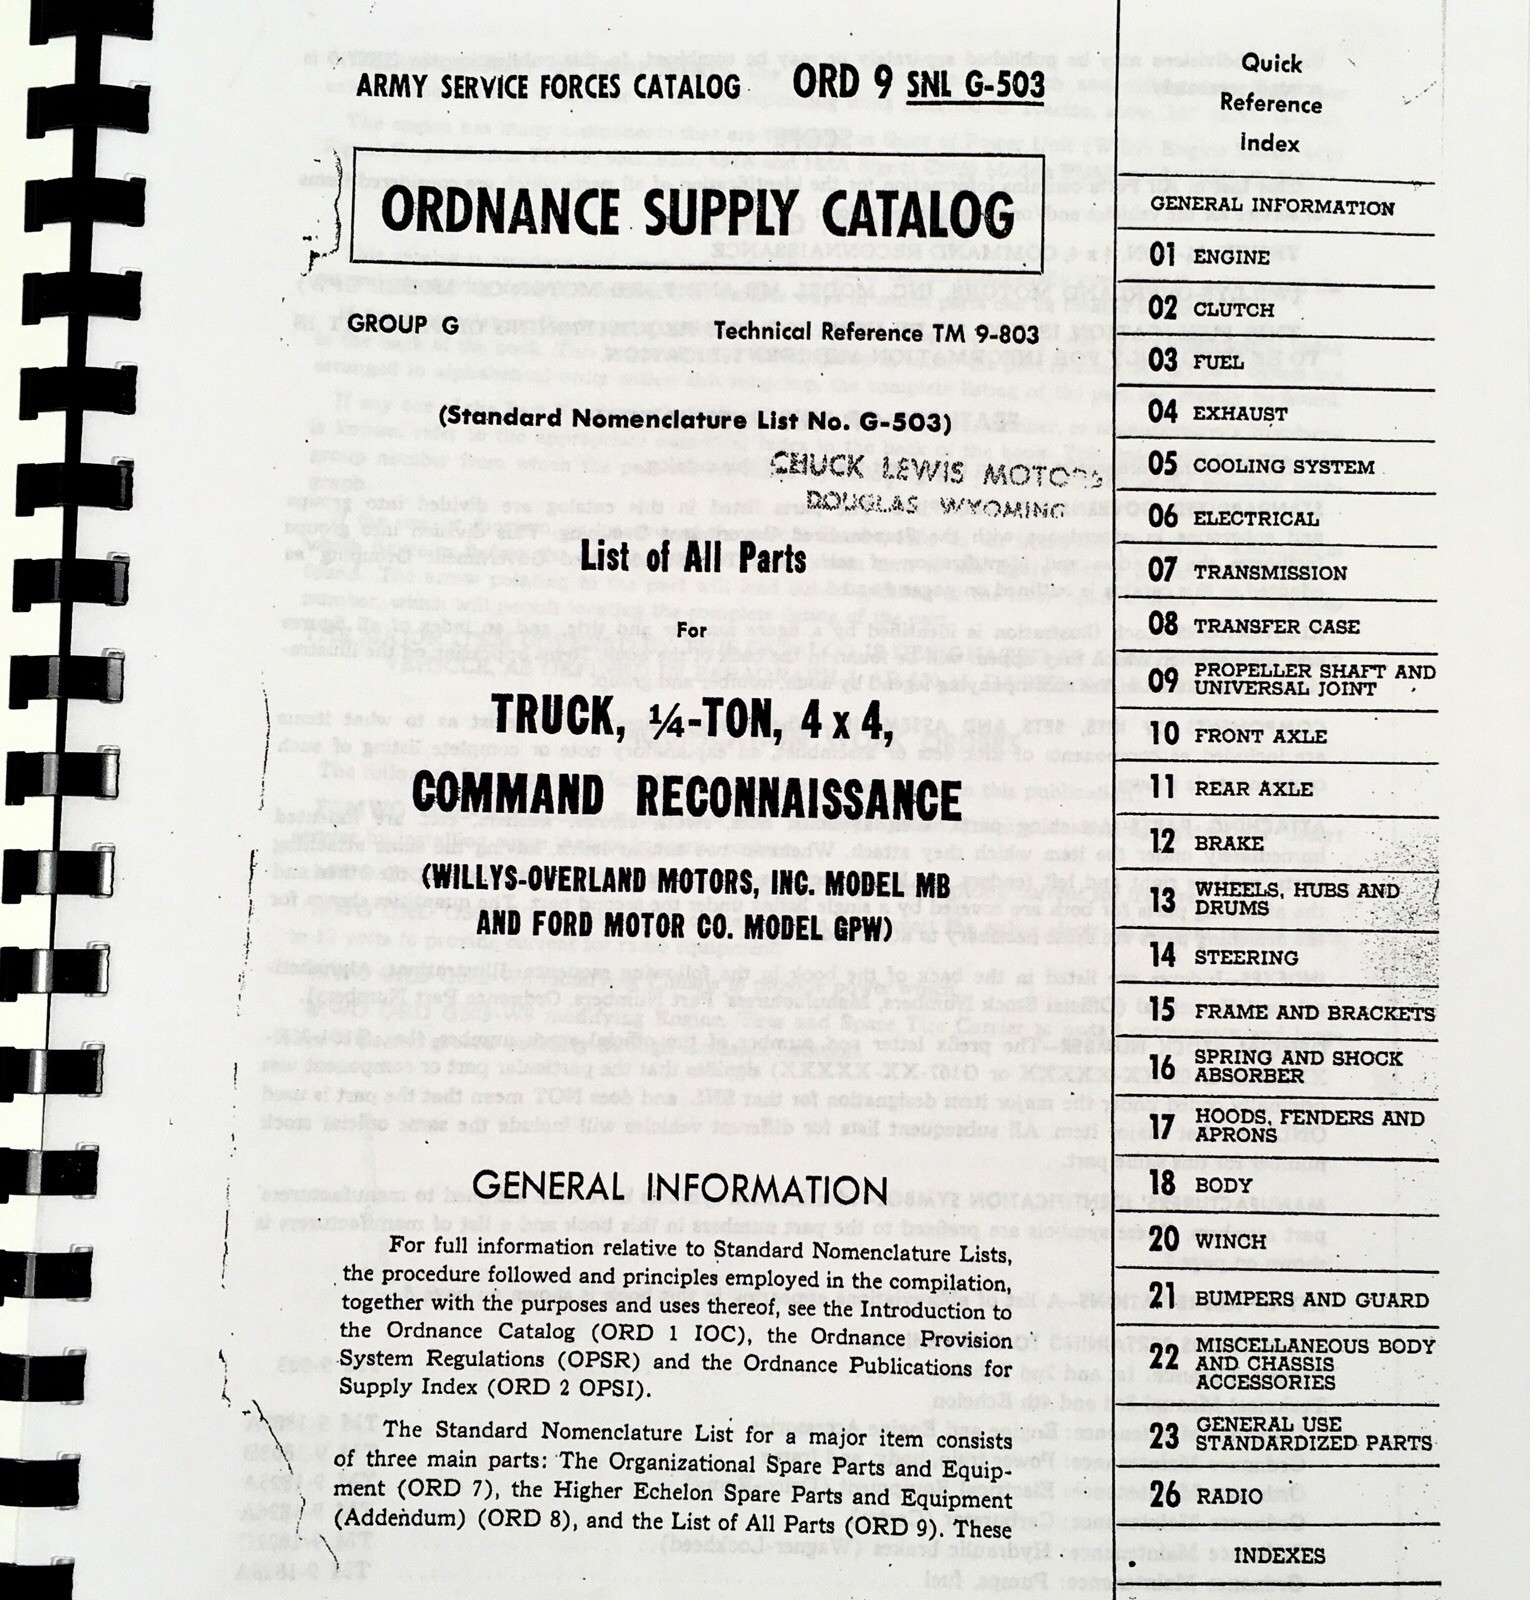 ARMY SERVICE FORCES CATALOG ORD 9 SNL G-503
ORDNANCE SUPPLY CATALOG
GROUP G Technical Reference TM 9-803
(Standard Nomenclature List No. G-503)
CHUCK LEWIS MOTORS
DOUGLAS WYOMING
List of All Parts
For
TRUCK, ¼-TON, 4 x 4,
COMMAND RECONNAISSANCE
(WILLYS-OVERLAND MOTORS, INC. MODEL MB
AND FORD MOTOR CO. MODEL GPW)
GENERAL INFORMATION
For full information relative to Standard Nomenclature Lists,
the procedure followed and principles employed in the compilation,
together with the purposes and uses thereof, see the Introduction to
the Ordnance Catalog (ORD 1 IOC), the Ordnance Provision
System Regulations (OPSR) and the Ordnance Publications for
Supply Index (ORD 2 OPSI).
The Standard Nomenclature List for a major item consists
of three main parts: The Organizational Spare Parts and Equip-
ment (ORD 7), the Higher Echelon Spare Parts and Equipment
(Addendum) (ORD 8), and the List of All Parts (ORD 9). These
Quick
Reference
Index
GENERAL INFORMATION
01 ENGINE
02 CLUTCH
03 FUEL
04 EXHAUST
05 COOLING SYSTEM
06 ELECTRICAL
07 TRANSMISSION
08 TRANSFER CASE
09 PROPELLER SHAFT AND
UNIVERSAL JOINT
10 FRONT AXLE
11 REAR AXLE
12 BRAKE
13 WHEELS, HUBS AND
DRUMS
14 STEERING
15 FRAME AND BRACKETS
16 SPRING AND SHOCK
ABSORBER
17 HOODS, FENDERS AND
APRONS
18 BODY
20 WINCH
21 BUMPERS AND GUARD
22 MISCELLANEOUS BODY
AND CHASSIS
ACCESSORIES
23 GENERAL USE
STANDARDIZED PARTS
26 RADIO
INDEXES